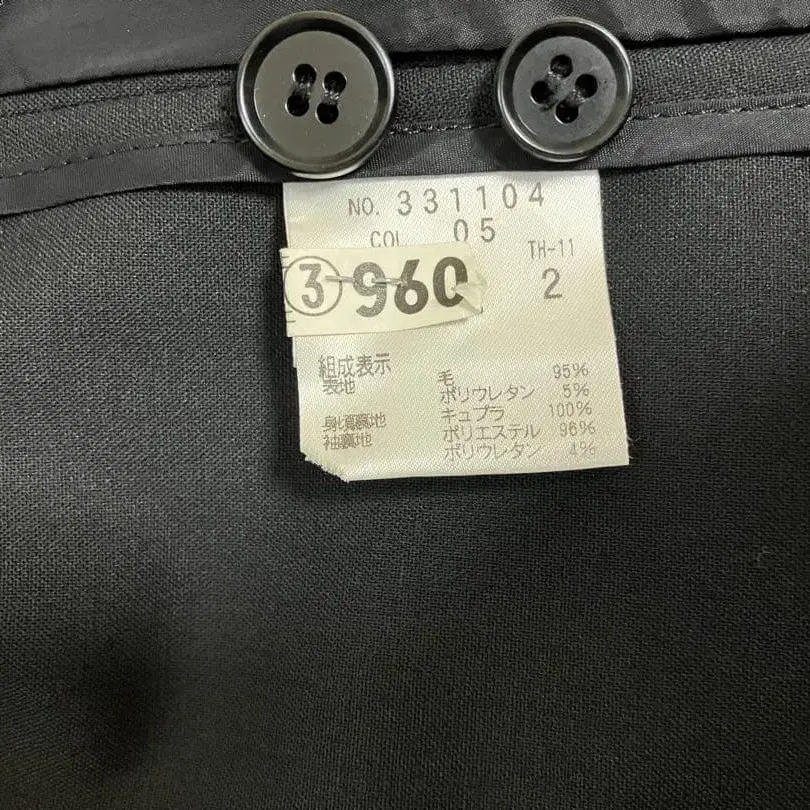 NO. 331104
COL 05
TH-11
③ 960
2
組成表示
表地 毛 95%
ポリウレタン 5%
身頃裏地 キュプラ 100%
袖裏地 ポリエステル 96%
ポリウレタン 4%